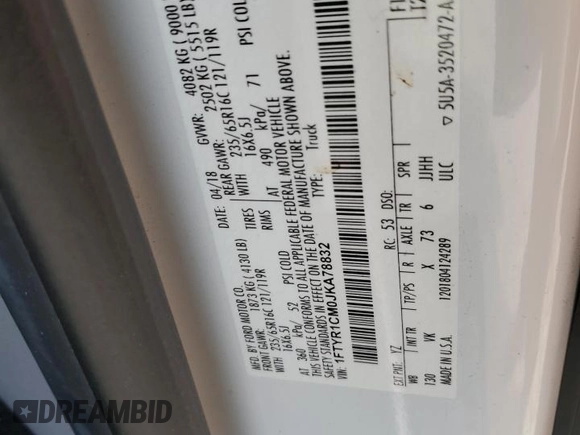 MFD. BY FORD MOTOR CO.
04/18 GVWR: 4082 KG ( 9000
FRONT GAWR: 1873 KG ( 4130 LB) REAR GAWR: 2502 KG ( 5515 LB)
WITH 235/65R16C 121/119R TIRES WITH 235/65R16C 121/119R
16X6.5J RIMS 16X6.5J
AT 360 kPa/ 52 PSI COLD AT 490 kPa/ 71 PSI COLD
THIS VEHICLE CONFORMS TO ALL APPLICABLE FEDERAL MOTOR VEHICLE
SAFETY STANDARDS IN EFFECT ON THE DATE OF MANUFACTURE SHOWN ABOVE.
VIN: 1FTYR1CM0JKA78832 TYPE: Truck
EXT PNT: YZ RC: 53 DSO:
WB INT TR TP/PS R AXLE TR SPR
130 VK X 73 6 JJHH
MADE IN U.S.A. 1201804124289 ULC
5U5A-3520472-A
DREAMBID